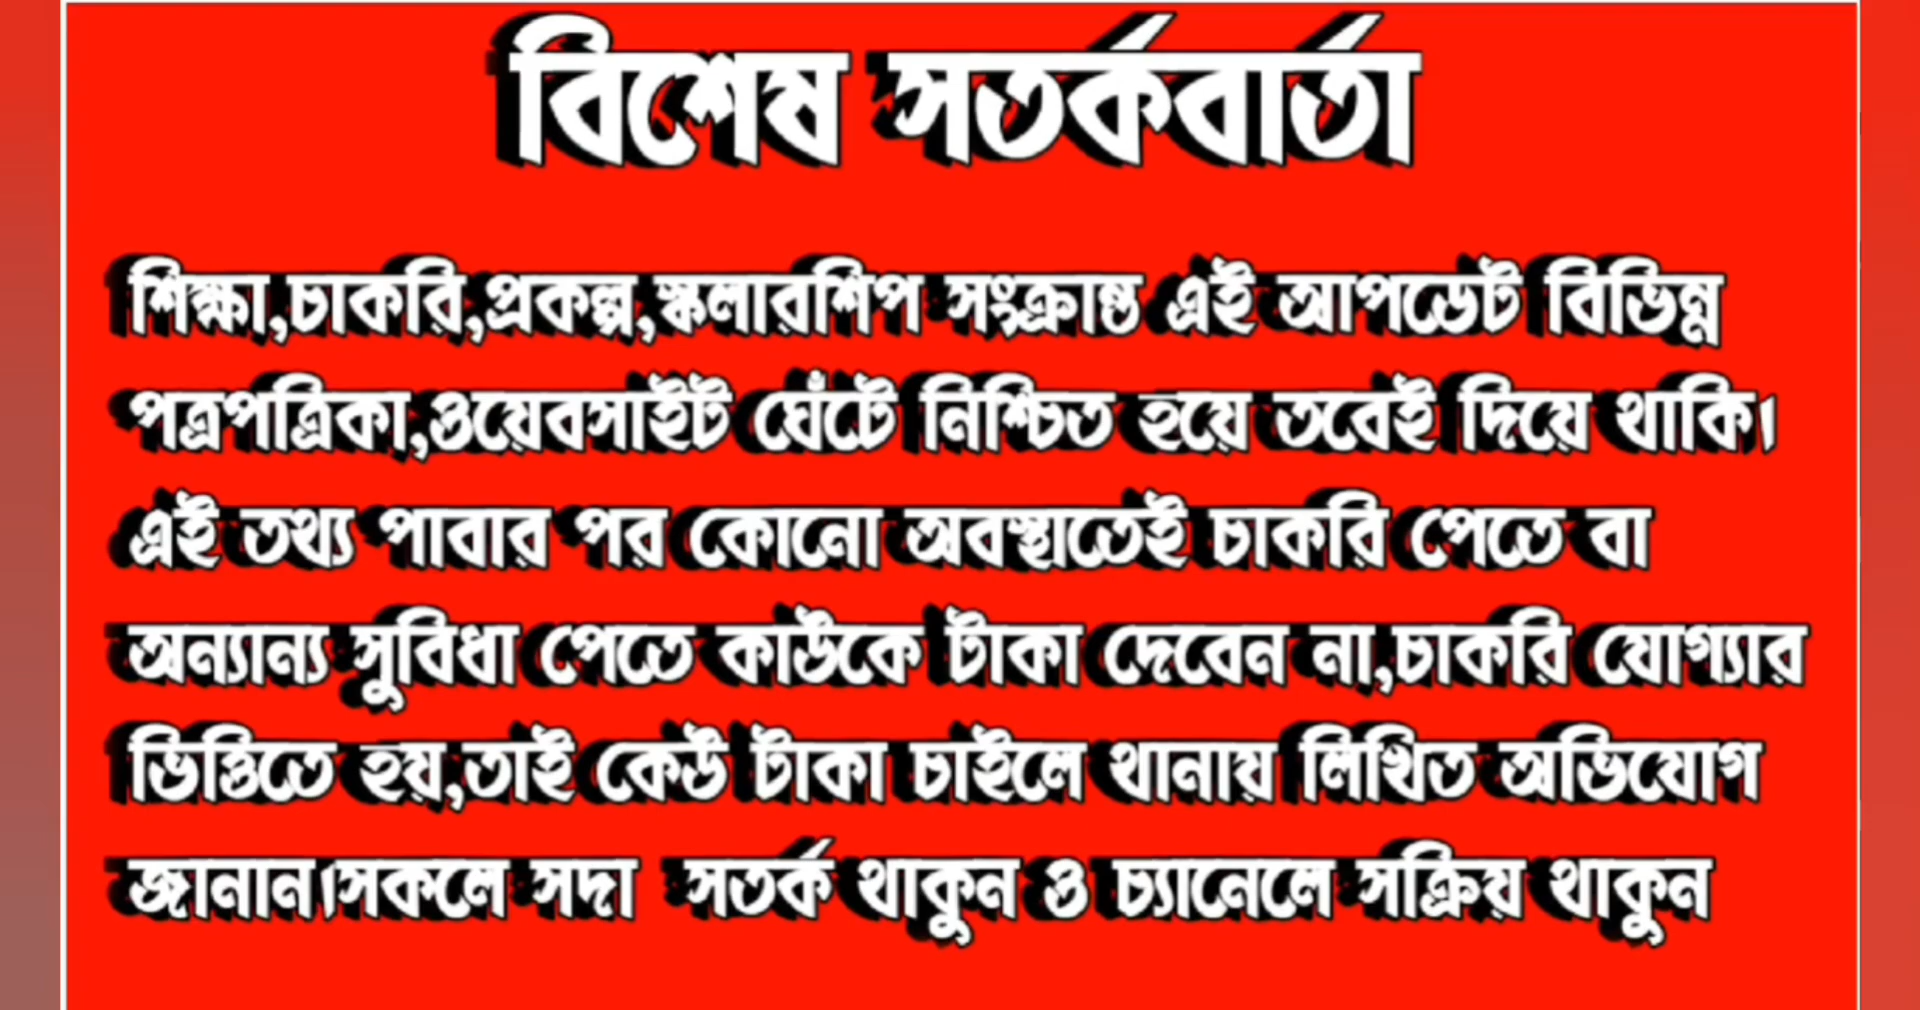 বিশেষ সতর্কবার্তা
শিক্ষা,চাকরি,প্রকল্প,স্কলারশিপ সংক্রান্ত এই আপডেট বিভিন্ন
পত্রপত্রিকা,ওয়েবসাইট ঘেঁটে নিশ্চিত হয়ে তবেই দিয়ে থাকি।
এই তথ্য পাবার পর কোনো অবস্থাতেই চাকরি পেতে বা
অন্যান্য সুবিধা পেতে কাউকে টাকা দেবেন না,চাকরি যোগ্যার
ভিত্তিতে হয়,তাই কেউ টাকা চাইলে থানায় লিখিত অভিযোগ
জানান।সকলে সদা সতর্ক থাকুন ও চ্যানেলে সক্রিয় থাকুন